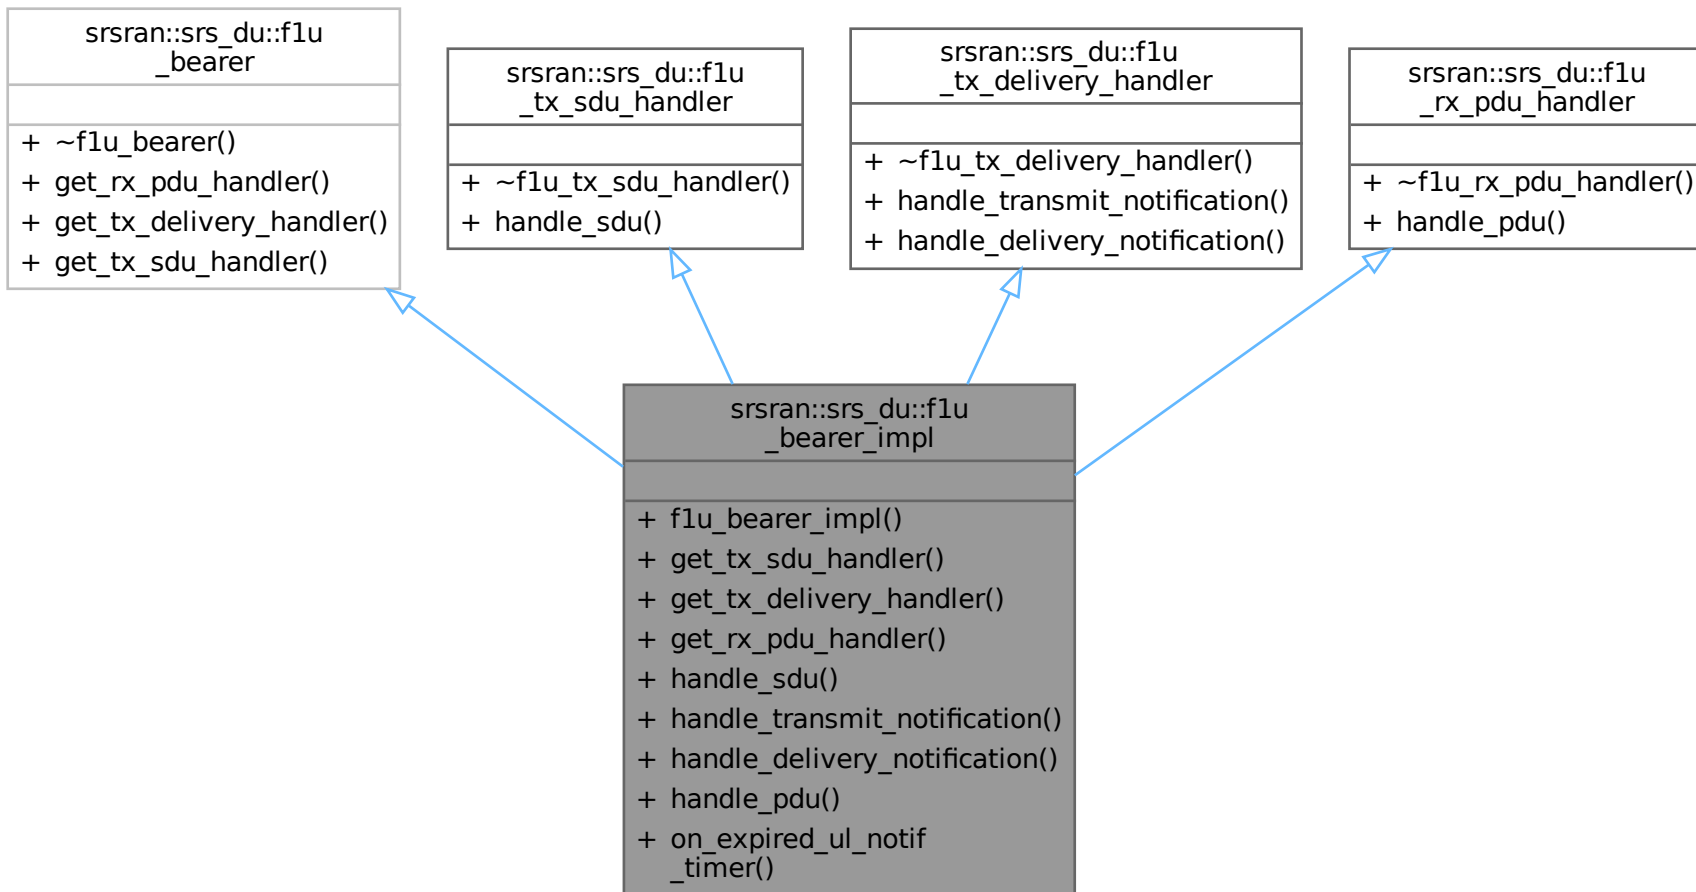 srsran::srs_du::f1u
_bearer
+ ~f1u_bearer()
+ get_rx_pdu_handler()
+ get_tx_delivery_handler()
+ get_tx_sdu_handler()
srsran::srs_du::f1u
_tx_sdu_handler
+ ~f1u_tx_sdu_handler()
+ handle_sdu()
srsran::srs_du::f1u
_tx_delivery_handler
+ ~f1u_tx_delivery_handler()
+ handle_transmit_notification()
+ handle_delivery_notification()
srsran::srs_du::f1u
_rx_pdu_handler
+ ~f1u_rx_pdu_handler()
+ handle_pdu()
srsran::srs_du::f1u
_bearer_impl
+ f1u_bearer_impl()
+ get_tx_sdu_handler()
+ get_tx_delivery_handler()
+ get_rx_pdu_handler()
+ handle_sdu()
+ handle_transmit_notification()
+ handle_delivery_notification()
+ handle_pdu()
+ on_expired_ul_notif
_timer()